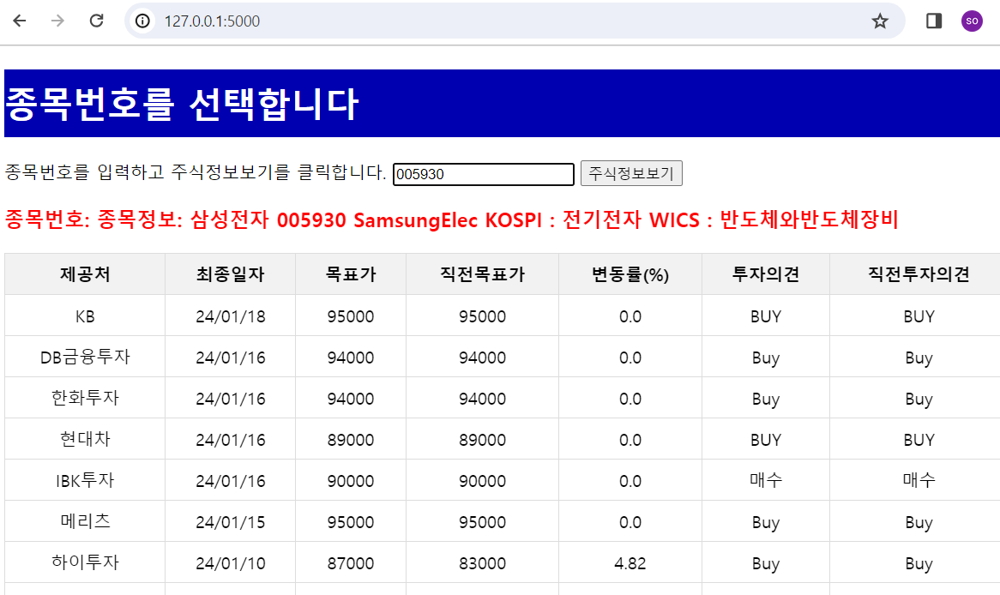 127.0.0.1:5000
so
종목번호를 선택합니다
종목번호를 입력하고 주식정보보기를 클릭합니다. 005930 주식정보보기
종목번호: 종목정보: 삼성전자 005930 SamsungElec KOSPI : 전기전자 WICS : 반도체와반도체장비
제공처 최종일자 목표가 직전목표가 변동률(%) 투자의견 직전투자의견
KB 24/01/18 95000 95000 0.0 BUY BUY
DB금융투자 24/01/16 94000 94000 0.0 Buy Buy
한화투자 24/01/16 94000 94000 0.0 Buy Buy
현대차 24/01/16 89000 89000 0.0 BUY BUY
IBK투자 24/01/16 90000 90000 0.0 매수 매수
메리츠 24/01/15 95000 95000 0.0 Buy Buy
하이투자 24/01/10 87000 83000 4.82 Buy Buy